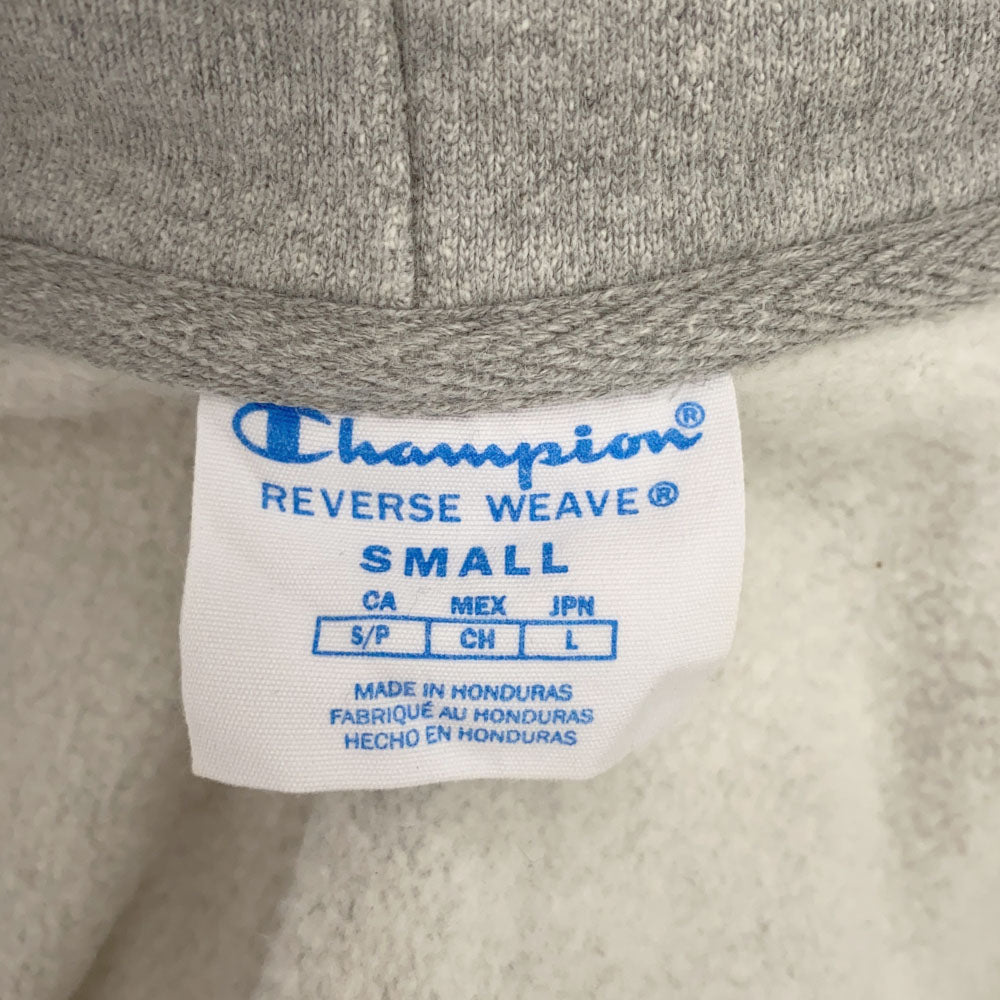 Champion®
REVERSE WEAVE®
SMALL
CA MEX JPN
S/P CH L
MADE IN HONDURAS
FABRIQUÉ AU HONDURAS
HECHO EN HONDURAS